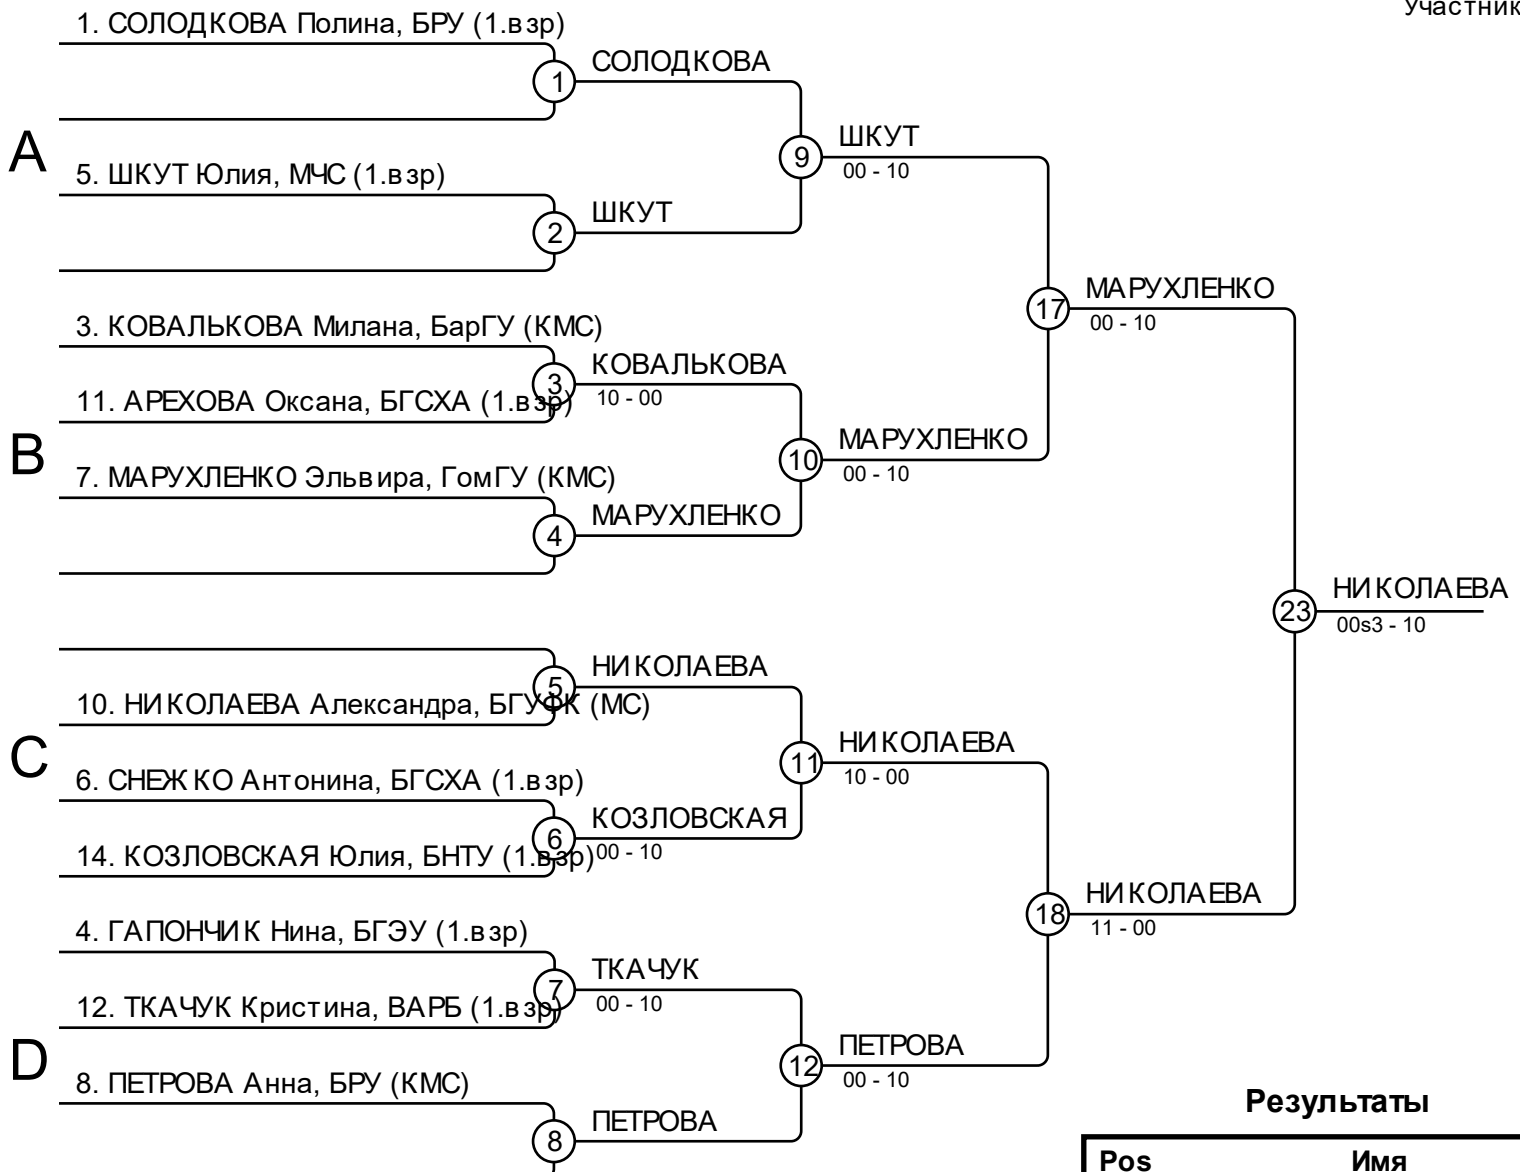 Участник
1. СОЛОДКОВА Полина, БРУ (1.взр)
1
СОЛОДКОВА
A
9
ШКУТ
00 - 10
5. ШКУТ Юлия, МЧС (1.взр)
2
ШКУТ
17
МАРУХЛЕНКО
00 - 10
3. КОВАЛЬКОВА Милана, БарГУ (КМС)
3
КОВАЛЬКОВА
10 - 00
11. АРЕХОВА Оксана, БГСХА (1.взр)
B
10
МАРУХЛЕНКО
00 - 10
7. МАРУХЛЕНКО Эльвира, ГомГУ (КМС)
4
МАРУХЛЕНКО
23
НИКОЛАЕВА
00s3 - 10
5
НИКОЛАЕВА
10. НИКОЛАЕВА Александра, БГУФК (МС)
C
11
НИКОЛАЕВА
10 - 00
6. СНЕЖКО Антонина, БГСХА (1.взр)
6
КОЗЛОВСКАЯ
00 - 10
14. КОЗЛОВСКАЯ Юлия, БНТУ (1.взр)
18
НИКОЛАЕВА
11 - 00
4. ГАПОНЧИК Нина, БГЭУ (1.взр)
7
ТКАЧУК
00 - 10
12. ТКАЧУК Кристина, ВАРБ (1.взр)
D
12
ПЕТРОВА
00 - 10
8. ПЕТРОВА Анна, БРУ (КМС)
8
ПЕТРОВА
Результаты
Pos Имя